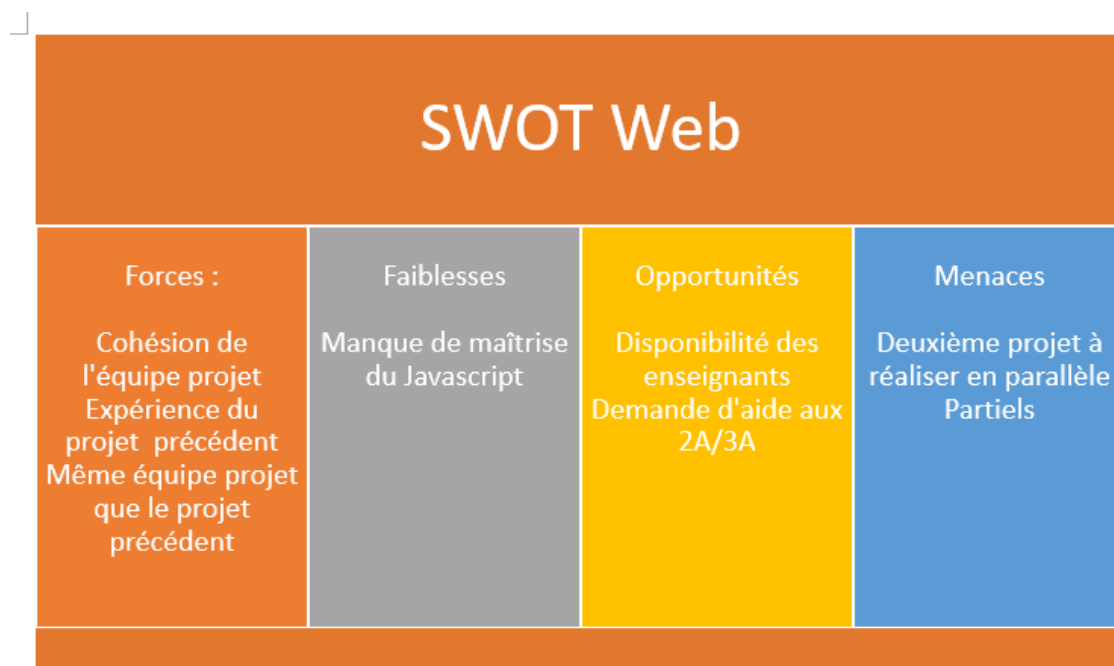 SWOT Web
Forces :
Cohésion de
l'équipe projet
Expérience du
projet  précédent
Même équipe projet
que le projet
précédent
Faiblesses
Manque de maîtrise
du Javascript
Opportunités
Disponibilité des
enseignants
Demande d'aide aux
2A/3A
Menaces
Deuxième projet à
réaliser en parallèle
Partiels